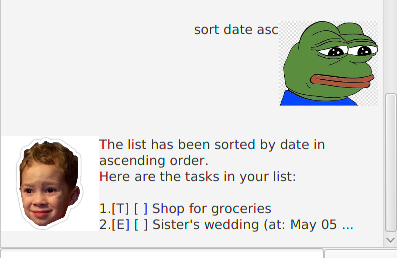 sort date asc
The list has been sorted by date in
ascending order.
Here are the tasks in your list:
1.[T] [ ] Shop for groceries
2.[E] [ ] Sister's wedding (at: May 05 ...